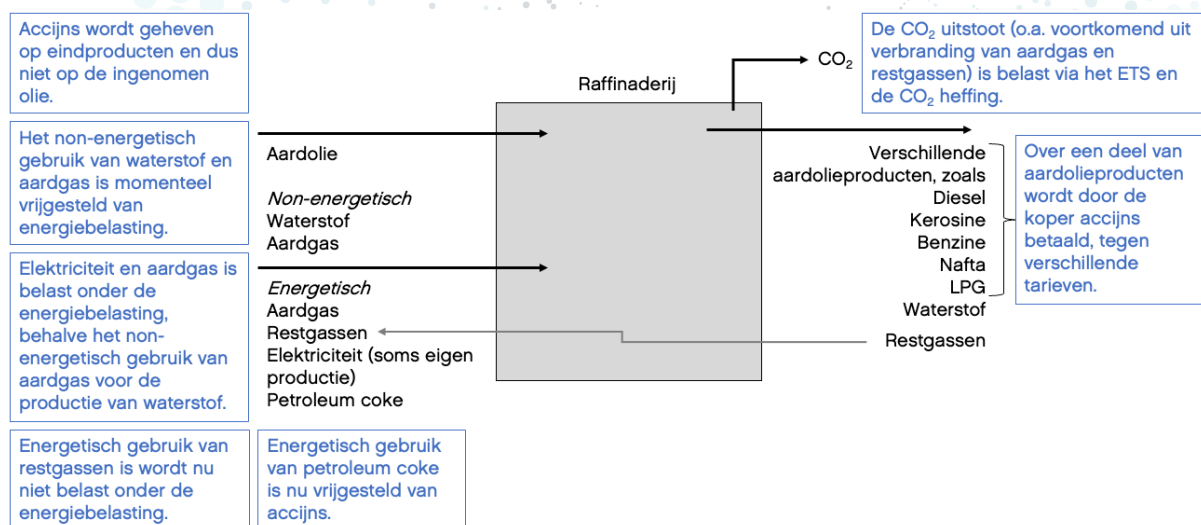 Accijns wordt geheven
op eindproducten en dus
niet op de ingenomen
olie.
Het non-energetisch
gebruik van waterstof en
aardgas is momenteel
vrijgesteld van
energiebelasting.
Elektriciteit en aardgas is
belast onder de
energiebelasting,
behalve het non-
energetisch gebruik van
aardgas voor de
productie van waterstof.
Energetisch gebruik van
restgassen is wordt nu
niet belast onder de
energiebelasting.
Energetisch gebruik
van petroleum coke
is nu vrijgesteld van
accijns.
Aardolie
Non-energetisch
Waterstof
Aardgas
Energetisch
Aardgas
Restgassen
Elektriciteit (soms eigen
productie)
Petroleum coke
Raffinaderij
CO₂
De CO₂ uitstoot (o.a. voortkomend uit
verbranding van aardgas en
restgassen) is belast via het ETS en
de CO₂ heffing.
Verschillende
aardolieproducten, zoals
Diesel
Kerosine
Benzine
Nafta
LPG
Waterstof
Restgassen
Over een deel van
aardolieproducten
wordt door de
koper accijns
betaald, tegen
verschillende
tarieven.